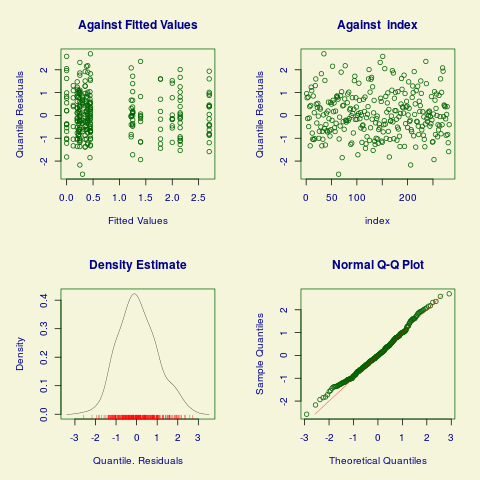 Against Fitted Values
Quantile Residuals
-2 -1 0 1 2
0.0 0.5 1.0 1.5 2.0 2.5
Fitted Values
Against index
Quantile Residuals
-2 -1 0 1 2
0 50 100 200
index
Density Estimate
Density
0.0 0.1 0.2 0.3 0.4
-3 -2 -1 0 1 2 3
Quantile. Residuals
Normal Q-Q Plot
Sample Quantiles
-2 -1 0 1 2
-3 -2 -1 0 1 2 3
Theoretical Quantiles